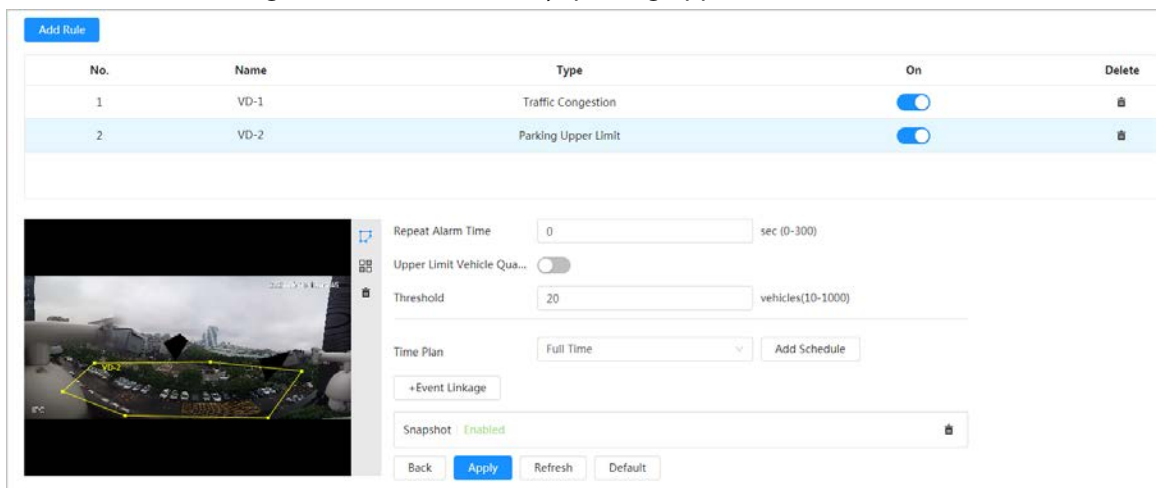 Add Rule
No. Name Type On Delete
1 VD-1 Traffic Congestion
2 VD-2 Parking Upper Limit
Repeat Alarm Time 0 sec (0-300)
Upper Limit Vehicle Qua...
Threshold 20 vehicles(10-1000)
Time Plan Full Time Add Schedule
VD-2
+Event Linkage
IPC
Snapshot Enabled
Back Apply Refresh Default